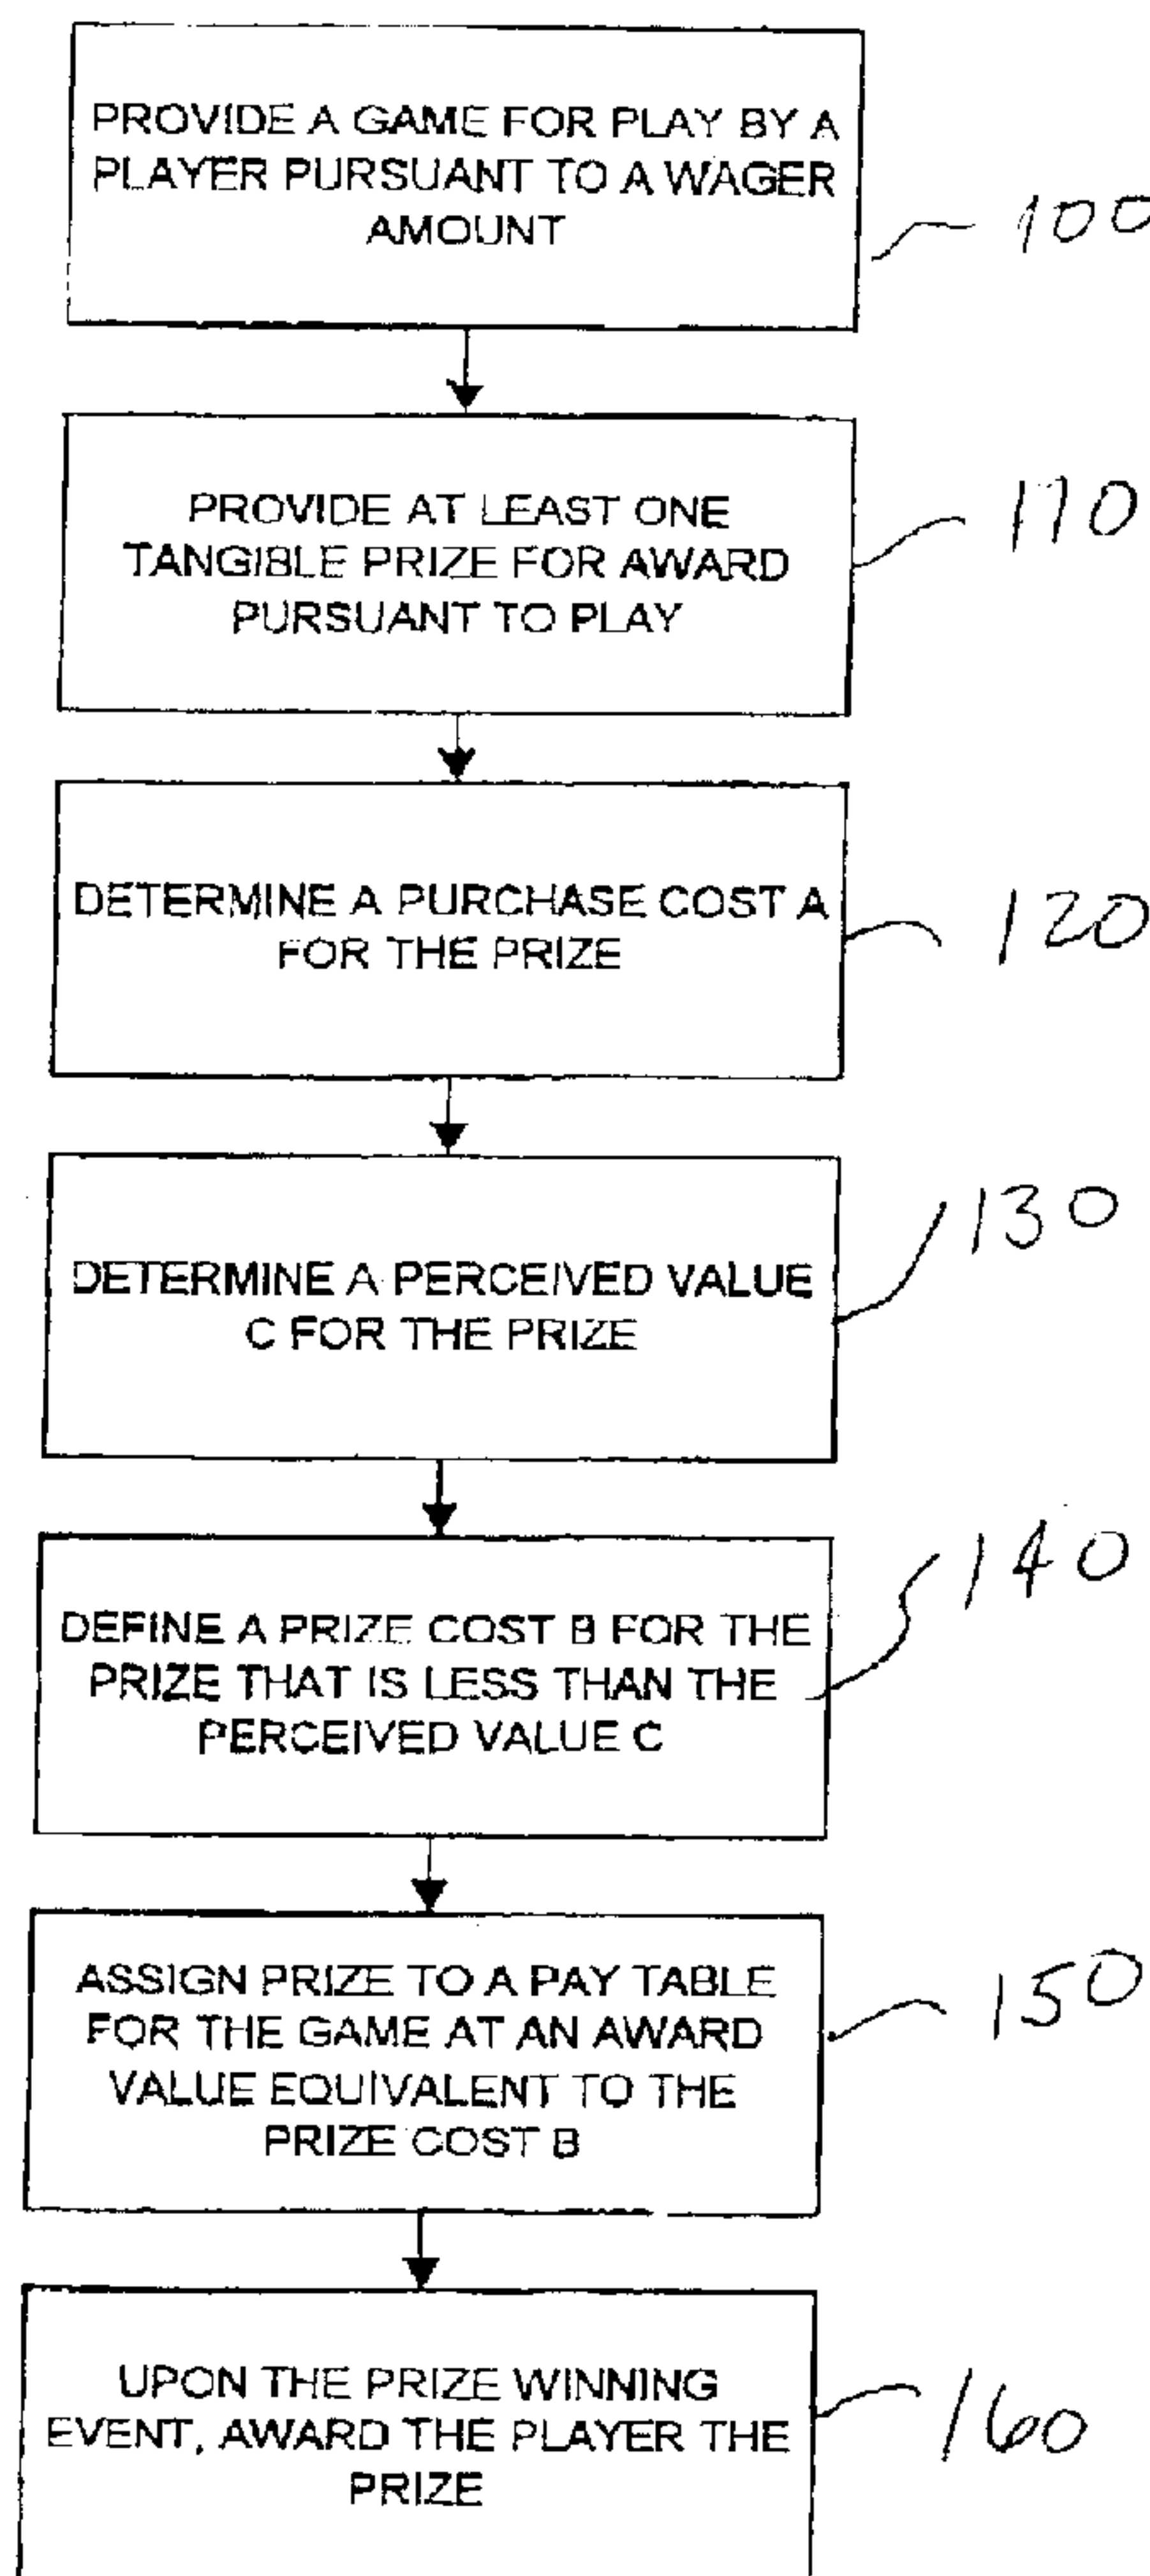 PROVIDE A GAME FOR PLAY BY A
PLAYER PURSUANT TO A WAGER
AMOUNT
100
PROVIDE AT LEAST ONE
TANGIBLE PRIZE FOR AWARD
PURSUANT TO PLAY
110
DETERMINE A PURCHASE COST A
FOR THE PRIZE
120
DETERMINE A PERCEIVED VALUE
C FOR THE PRIZE
130
DEFINE A PRIZE COST B FOR THE
PRIZE THAT IS LESS THAN THE
PERCEIVED VALUE C
140
ASSIGN PRIZE TO A PAY TABLE
FOR THE GAME AT AN AWARD
VALUE EQUIVALENT TO THE
PRIZE COST B
150
UPON THE PRIZE WINNING
EVENT, AWARD THE PLAYER THE
PRIZE
160